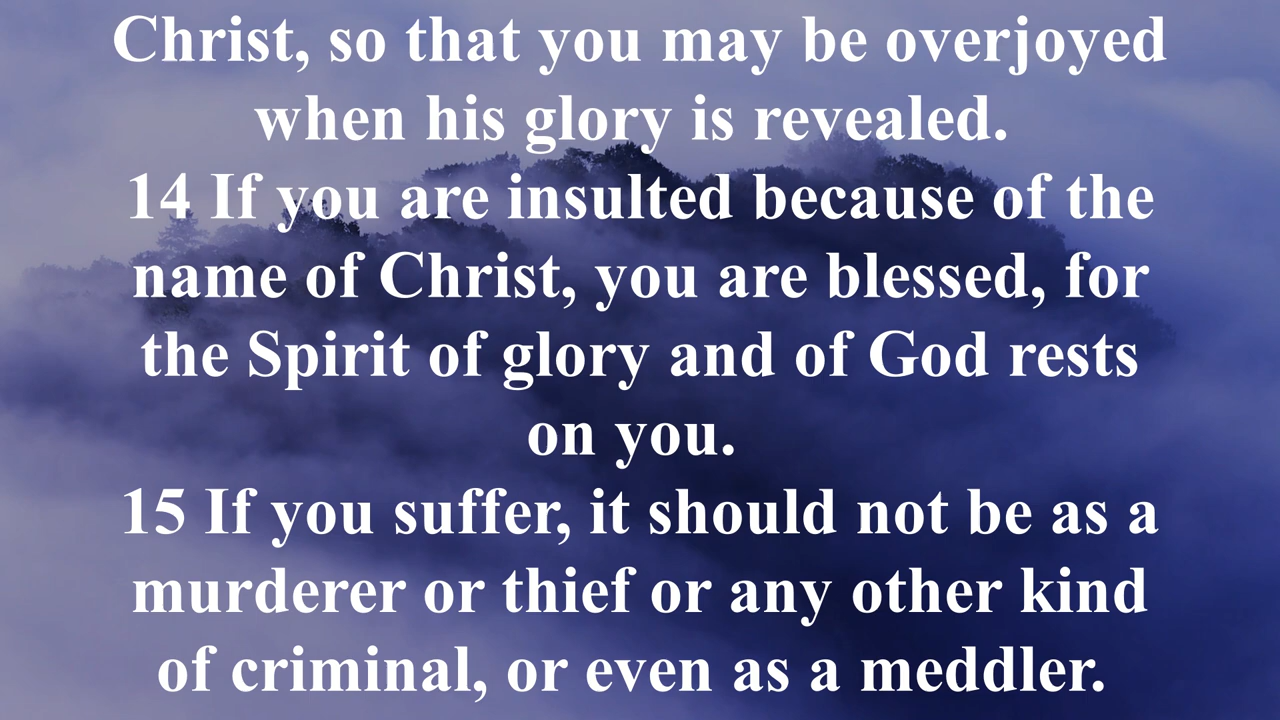 Christ, so that you may be overjoyed
when his glory is revealed.
14 If you are insulted because of the
name of Christ, you are blessed, for
the Spirit of glory and of God rests
on you.
15 If you suffer, it should not be as a
murderer or thief or any other kind
of criminal, or even as a meddler.